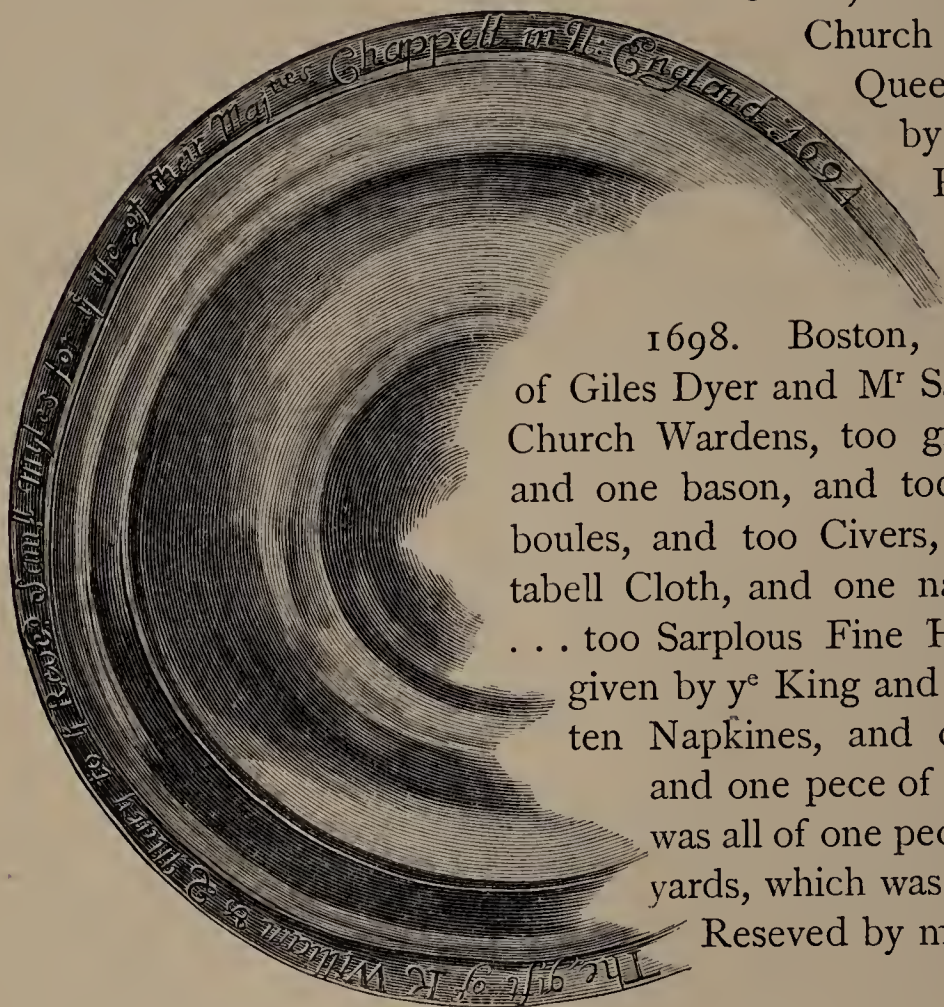 The gift of K William & Q Mary to yᵉ Revᵈ Samˡ Myles for yᵉ use of their Majᵗⁱᵉˢ Chappell in N: England. 1694
Church
Quee
by
1698. Boston,
of Giles Dyer and Mʳ S
Church Wardens, too g
and one bason, and too
boules, and too Civers,
tabell Cloth, and one na
... too Sarplous Fine
given by yᵉ King and
ten Napkines, and
and one pece of
was all of one pec
yards, which was
Reseved by m